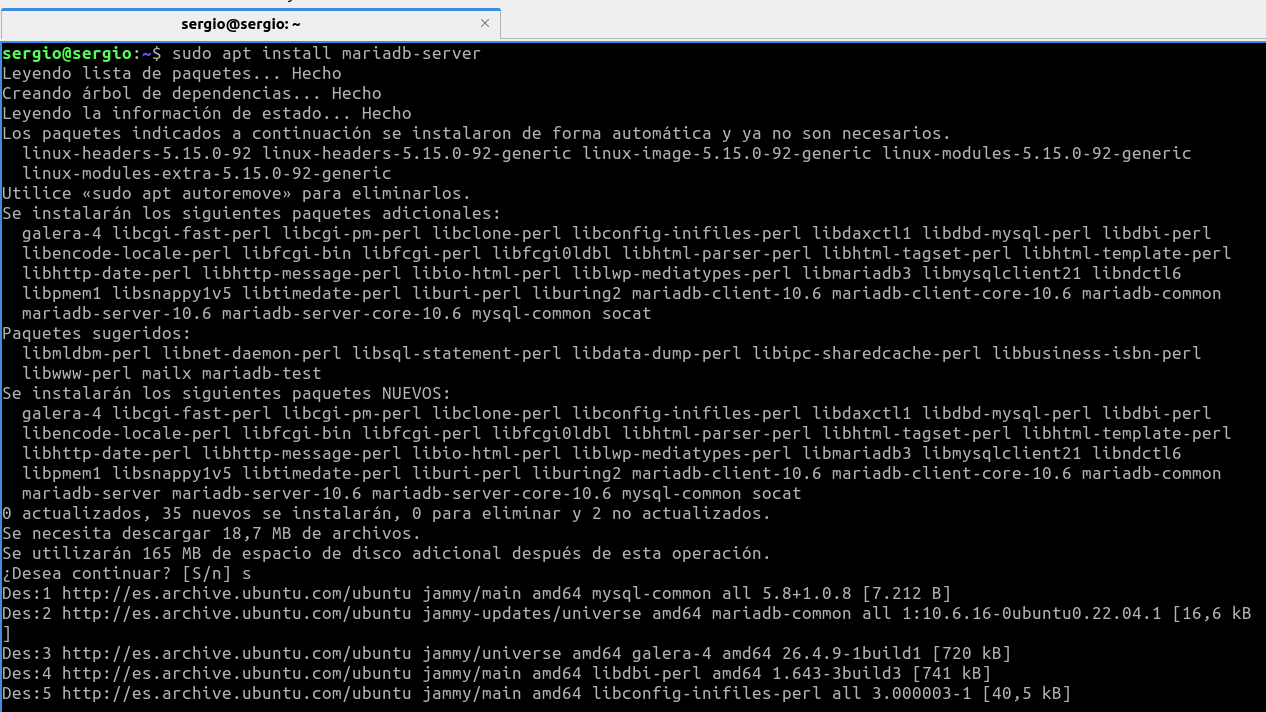 sergio@sergio: ~
sergio@sergio:~$ sudo apt install mariadb-server
Leyendo lista de paquetes... Hecho
Creando árbol de dependencias... Hecho
Leyendo la información de estado... Hecho
Los paquetes indicados a continuación se instalaron de forma automática y ya no son necesarios.
  linux-headers-5.15.0-92 linux-headers-5.15.0-92-generic linux-image-5.15.0-92-generic linux-modules-5.15.0-92-generic
  linux-modules-extra-5.15.0-92-generic
Utilice «sudo apt autoremove» para eliminarlos.
Se instalarán los siguientes paquetes adicionales:
  galera-4 libcgi-fast-perl libcgi-pm-perl libclone-perl libconfig-inifiles-perl libdaxctl1 libdbd-mysql-perl libdbi-perl
  libencode-locale-perl libfcgi-bin libfcgi-perl libfcgi0ldbl libhtml-parser-perl libhtml-tagset-perl libhtml-template-perl
  libhttp-date-perl libhttp-message-perl libio-html-perl liblwp-mediatypes-perl libmariadb3 libmysqlclient21 libndctl6
  libpmem1 libsnappy1v5 libtimedate-perl liburi-perl liburing2 mariadb-client-10.6 mariadb-client-core-10.6 mariadb-common
  mariadb-server-10.6 mariadb-server-core-10.6 mysql-common socat
Paquetes sugeridos:
  libmldbm-perl libnet-daemon-perl libsql-statement-perl libdata-dump-perl libipc-sharedcache-perl libbusiness-isbn-perl
  libwww-perl mailx mariadb-test
Se instalarán los siguientes paquetes NUEVOS:
  galera-4 libcgi-fast-perl libcgi-pm-perl libclone-perl libconfig-inifiles-perl libdaxctl1 libdbd-mysql-perl libdbi-perl
  libencode-locale-perl libfcgi-bin libfcgi-perl libfcgi0ldbl libhtml-parser-perl libhtml-tagset-perl libhtml-template-perl
  libhttp-date-perl libhttp-message-perl libio-html-perl liblwp-mediatypes-perl libmariadb3 libmysqlclient21 libndctl6
  libpmem1 libsnappy1v5 libtimedate-perl liburi-perl liburing2 mariadb-client-10.6 mariadb-client-core-10.6 mariadb-common
  mariadb-server mariadb-server-10.6 mariadb-server-core-10.6 mysql-common socat
0 actualizados, 35 nuevos se instalarán, 0 para eliminar y 2 no actualizados.
Se necesita descargar 18,7 MB de archivos.
Se utilizarán 165 MB de espacio de disco adicional después de esta operación.
¿Desea continuar? [S/n] s
Des:1 http://es.archive.ubuntu.com/ubuntu jammy/main amd64 mysql-common all 5.8+1.0.8 [7.212 B]
Des:2 http://es.archive.ubuntu.com/ubuntu jammy-updates/universe amd64 mariadb-common all 1:10.6.16-0ubuntu0.22.04.1 [16,6 kB
]
Des:3 http://es.archive.ubuntu.com/ubuntu jammy/universe amd64 galera-4 amd64 26.4.9-1build1 [720 kB]
Des:4 http://es.archive.ubuntu.com/ubuntu jammy/main amd64 libdbi-perl amd64 1.643-3build3 [741 kB]
Des:5 http://es.archive.ubuntu.com/ubuntu jammy/main amd64 libconfig-inifiles-perl all 3.000003-1 [40,5 kB]